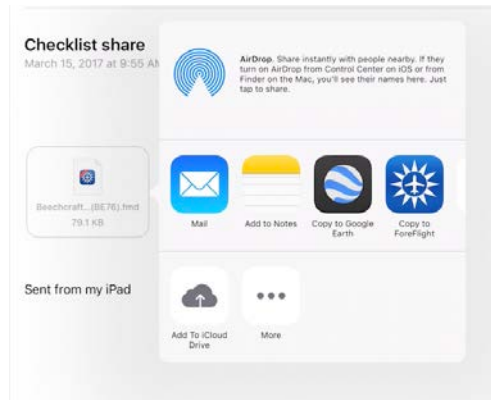 Checklist share
March 15, 2017 at 9:55 AM
AirDrop. Share instantly with people nearby. If they
turn on AirDrop from Control Center on iOS or from
Finder on the Mac, you'll see their names here. Just
tap to share.
Beechcraft...(BE76).fmd
79.1 KB
Mail
Add to Notes
Copy to Google
Earth
Copy to
ForeFlight
Sent from my iPad
Add To iCloud
Drive
More